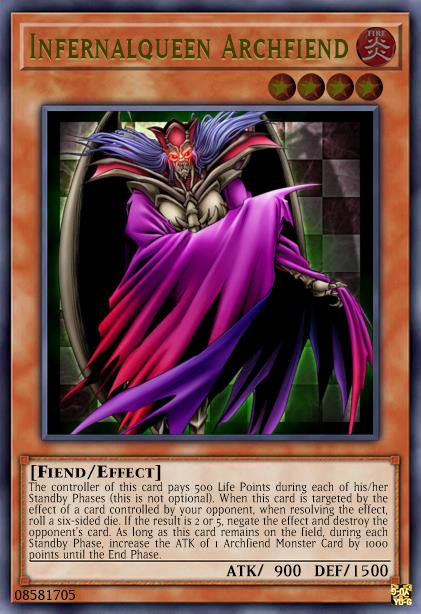 INFERNALQUEEN ARCHFIEND
FIRE
炎
[FIEND/EFFECT]
The controller of this card pays 500 Life Points during each of his/her
Standby Phases (this is not optional). When this card is targeted by the
effect of a card controlled by your opponent, when resolving the effect,
roll a six-sided die. If the result is 2 or 5, negate the effect and destroy the
opponent's card. As long as this card remains on the field, during each
Standby Phase, increase the ATK of 1 Archfiend Monster Card by 1000
points until the End Phase.
ATK/ 900 DEF/1500
08581705